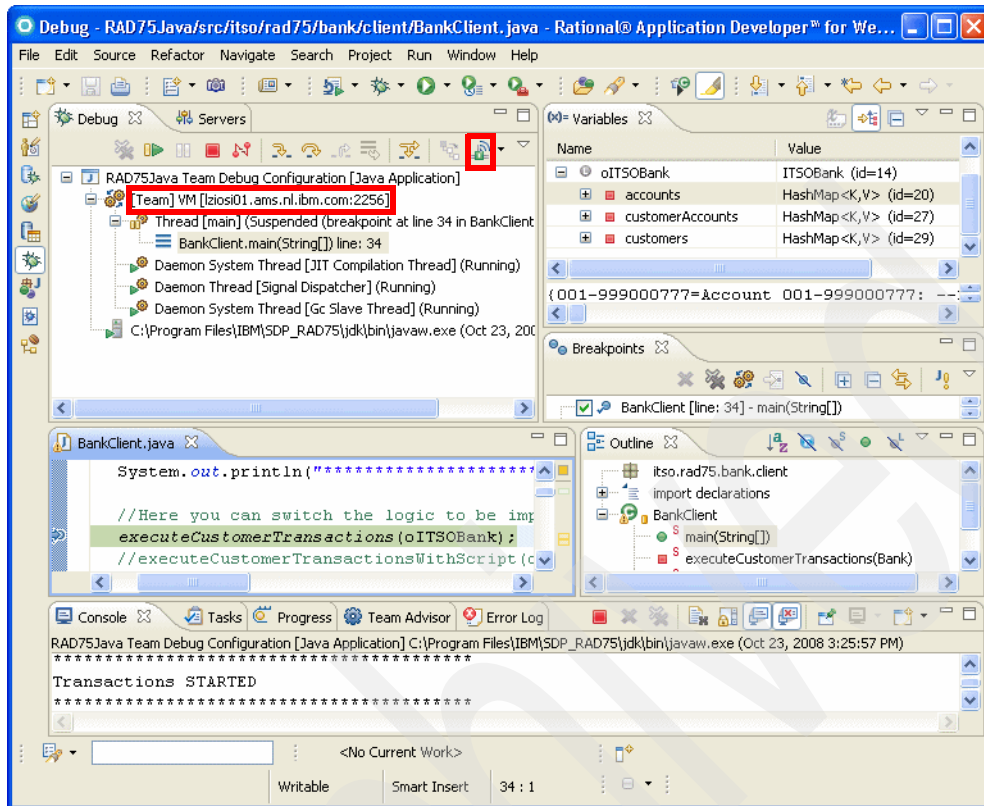 Debug - RAD75Java/src/itso/rad75/bank/client/BankClient.java - Rational® Application Developer™ for We...
File Edit Source Refactor Navigate Search Project Run Window Help
Debug
Servers
RAD75Java Team Debug Configuration [Java Application]
[Team] VM [lziosi01.ams.nl.ibm.com:2256]
Thread [main] (Suspended (breakpoint at line 34 in BankClient
BankClient.main(String[]) line: 34
Daemon System Thread [JIT Compilation Thread] (Running)
Daemon Thread [Signal Dispatcher] (Running)
Daemon System Thread [Gc Slave Thread] (Running)
C:\Program Files\IBM\SDP_RAD75\jdk\bin\javaw.exe (Oct 23, 200
(x)= Variables
Name Value
oITSOBank ITSOBank (id=14)
accounts HashMap<K,V> (id=20)
customerAccounts HashMap<K,V> (id=27)
customers HashMap<K,V> (id=29)
{001-999000777=Account 001-999000777: --
Breakpoints
BankClient [line: 34] - main(String[])
BankClient.java
System.out.println("**********************
//Here you can switch the logic to be imp
executeCustomerTransactions(oITSOBank);
//executeCustomerTransactionsWithScript(o
Outline
itso.rad75.bank.client
import declarations
BankClient
main(String[])
executeCustomerTransactions(Bank)
Console Tasks Progress Team Advisor Error Log
RAD75Java Team Debug Configuration [Java Application] C:\Program Files\IBM\SDP_RAD75\jdk\bin\javaw.exe (Oct 23, 2008 3:25:57 PM)
*****************************************
Transactions STARTED
*****************************************
<No Current Work>
Writable Smart Insert 34 : 1